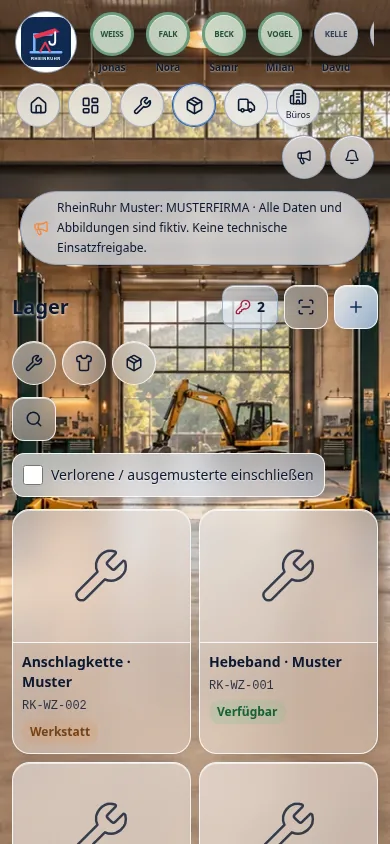 RHEINRUHR
WEISS
FALK
BECK
VOGEL
KELLE
Jonas
Nora
Samir
Milan
David
Büros
RheinRuhr Muster: MUSTERFIRMA · Alle Daten und
Abbildungen sind fiktiv. Keine technische
Einsatzfreigabe.
Lager
2
Verlorene / ausgemusterte einschließen
Anschlagkette ·
Muster
RK-WZ-002
Werkstatt
Hebeband · Muster
RK-WZ-001
Verfügbar